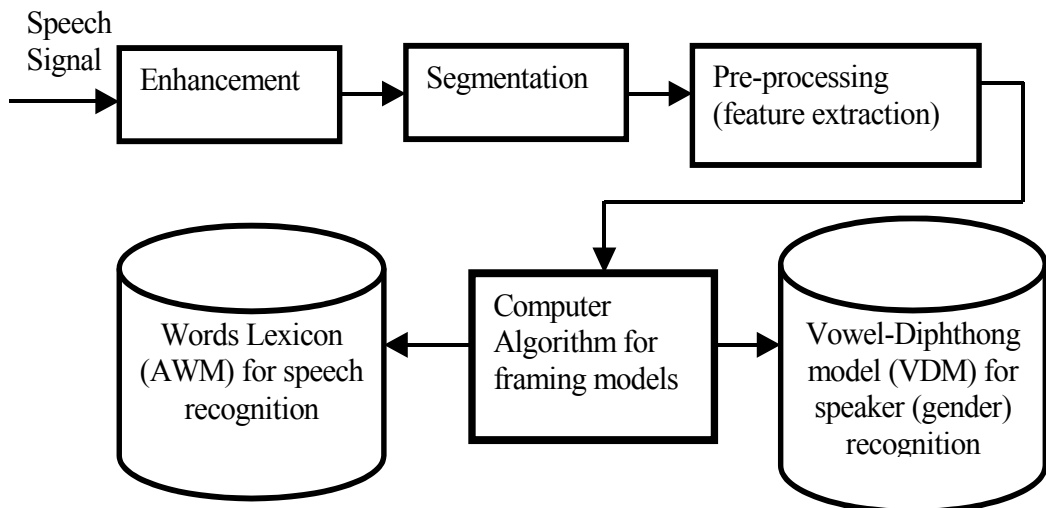 Speech
Signal
Enhancement
Segmentation
Pre-processing
(feature extraction)
Words Lexicon
(AWM) for speech
recognition
Computer
Algorithm for
framing models
Vowel-Diphthong
model (VDM) for
speaker (gender)
recognition